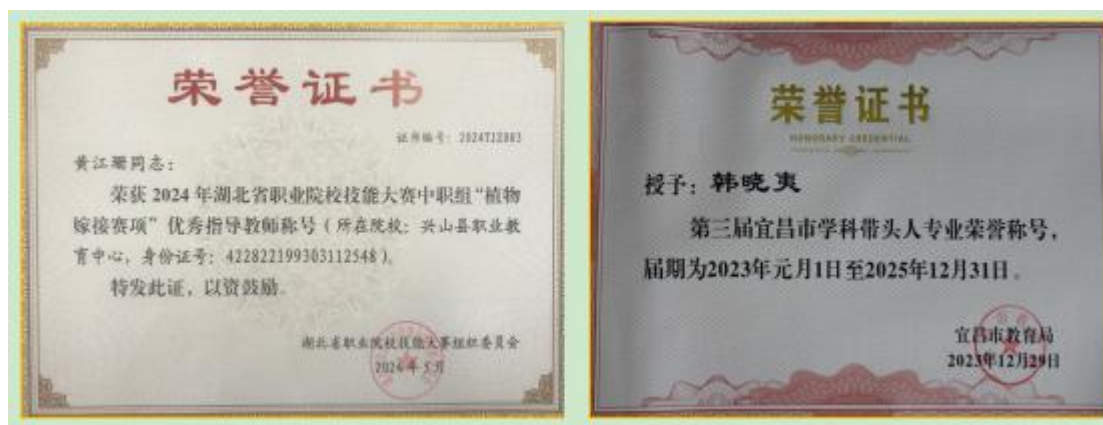 荣誉证书
黄江珊同志:
荣获 2024 年湖北省职业院校技能大赛中职组“植物
嫁接赛项”优秀指导教师称号(所在院校:兴山县职业教
育中心,身份证号:422822199303112548)。
特发此证,以资鼓励。
湖北省职业院校技能大赛组织委员会
2024 年 5月
荣誉证书
HONORARY CREDENTIAL
授予:韩晓夷
第三届宜昌市学科带头人专业荣誉称号,
届期为2023年元月1日至2025年12月31日。
宜昌市教育局
2023年12月29日